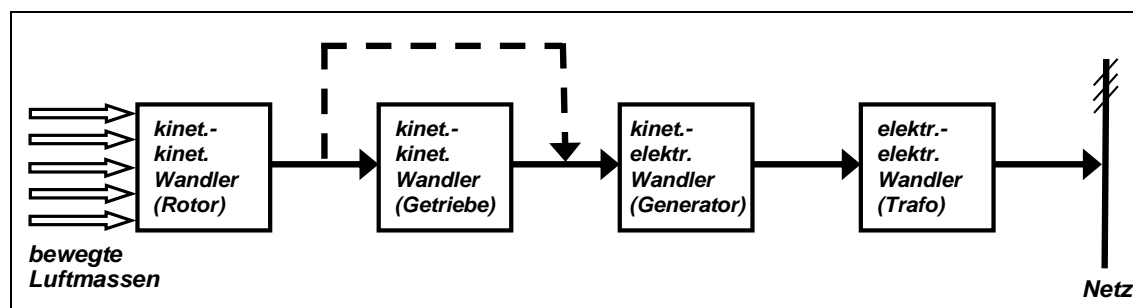 kinet.-
kinet.
Wandler
(Rotor)
kinet.-
kinet.
Wandler
(Getriebe)
kinet.-
elektr.
Wandler
(Generator)
elektr.-
elektr.
Wandler
(Trafo)
bewegte
Luftmassen
Netz